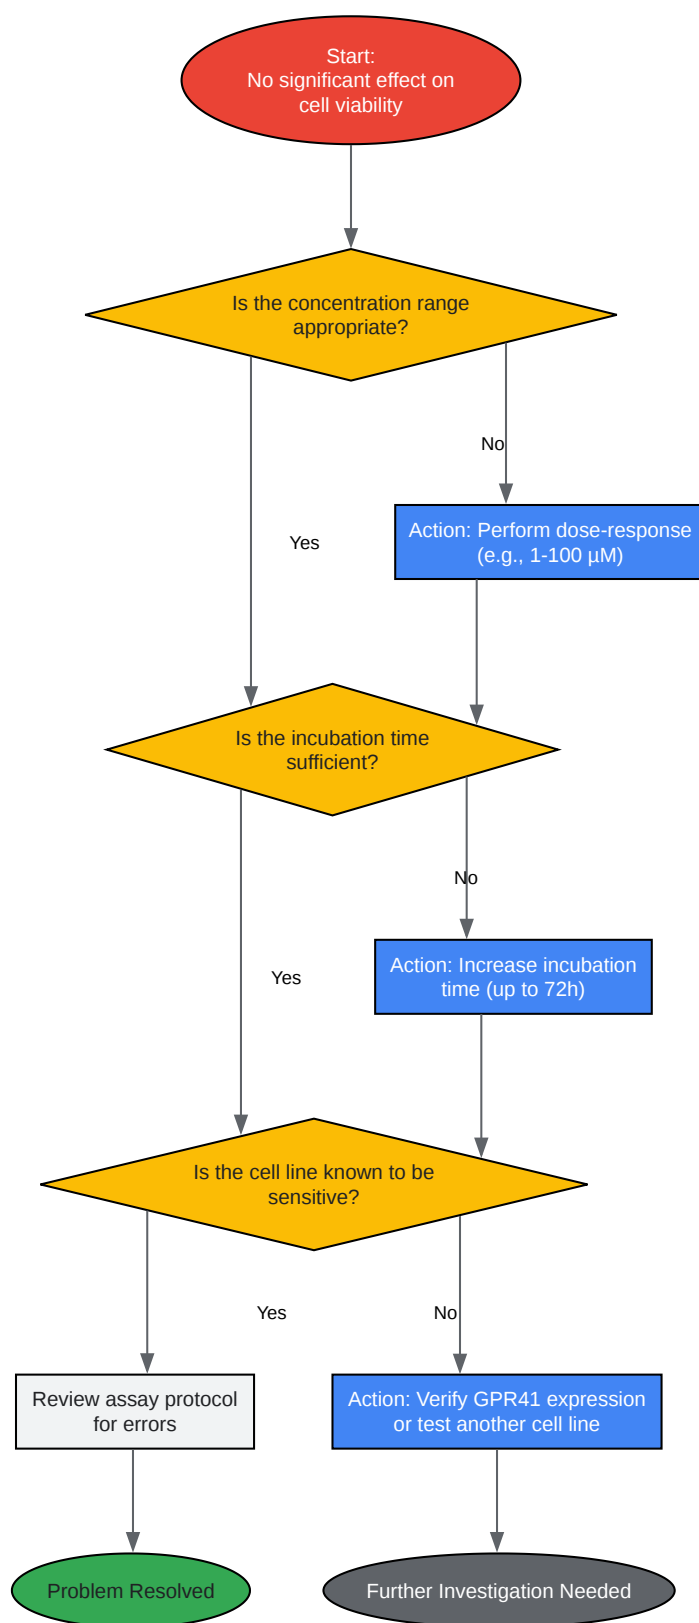 Start:
No significant effect on
cell viability
Is the concentration range
appropriate?
No
Action: Perform dose-response
(e.g., 1-100 µM)
Yes
Is the incubation time
sufficient?
No
Action: Increase incubation
time (up to 72h)
Yes
Is the cell line known to be
sensitive?
Yes
No
Review assay protocol
for errors
Action: Verify GPR41 expression
or test another cell line
Problem Resolved
Further Investigation Needed